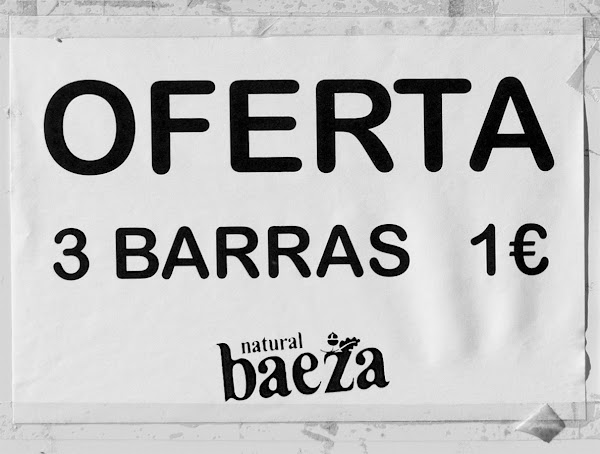 OFERTA
3 BARRAS 1€
natural
baeza